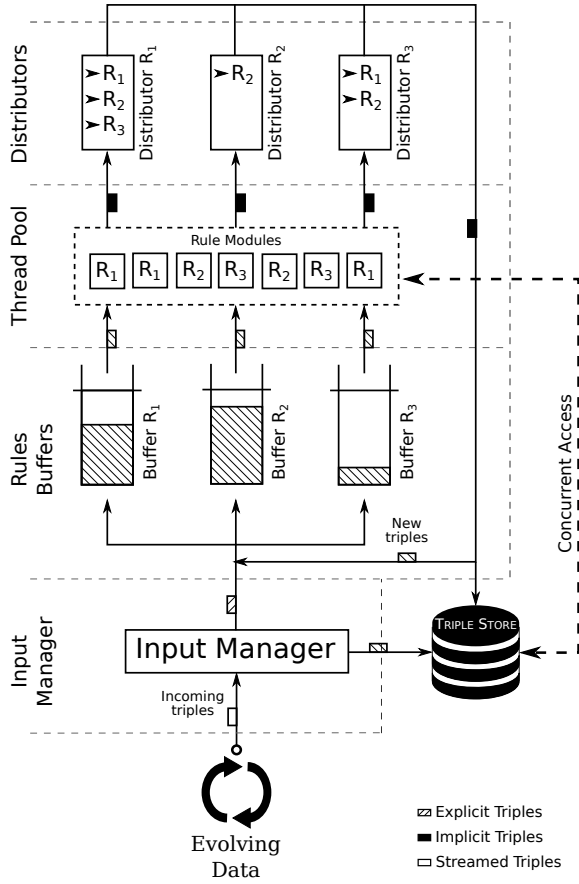 Distributors
R1
R2
R3
Distributor R1
R2
Distributor R2
R1
R2
Distributor R3
Thread Pool
Rule Modules
R1
R1
R2
R3
R2
R3
R1
Rules
Buffers
Buffer R1
Buffer R2
Buffer R3
Concurrent Access
New
triples
Input
Manager
Input Manager
TRIPLE STORE
Incoming
triples
Evolving
Data
Explicit Triples
Implicit Triples
Streamed Triples